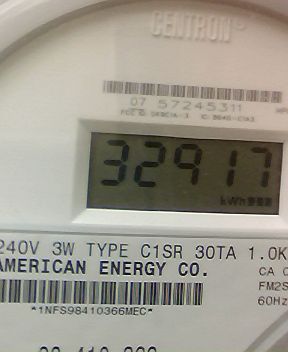 CENTRON®
07 57245311
32917
kWh
240V 3W TYPE C1SR 30TA 1.0K
AMERICAN ENERGY CO.
CA
FM2S
60Hz
*1NFS98410366MEC*